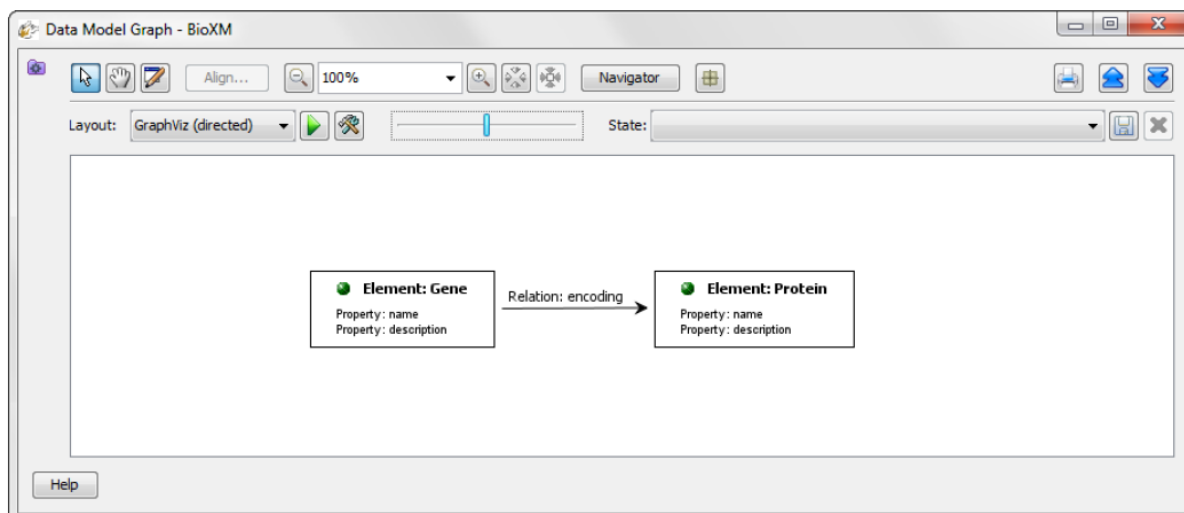 Data Model Graph - BioXM
Align... 100% Navigator
Layout: GraphViz (directed) State:
Element: Gene
Property: name
Property: description
Relation: encoding
Element: Protein
Property: name
Property: description
Help